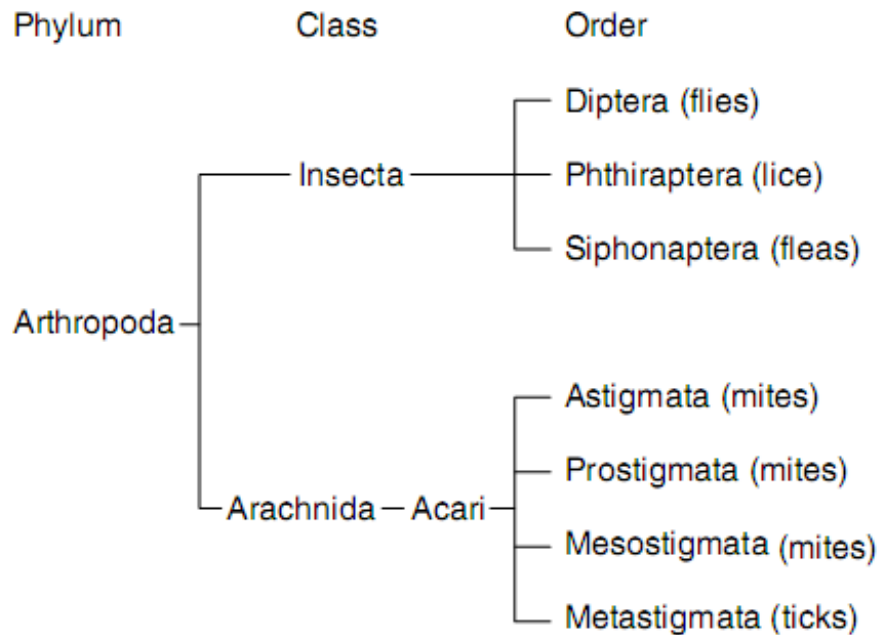 Phylum Class Order
Diptera (flies)
Insecta Phthiraptera (lice)
Siphonaptera (fleas)
Arthropoda
Astigmata (mites)
Prostigmata (mites)
Arachnida Acari
Mesostigmata (mites)
Metastigmata (ticks)